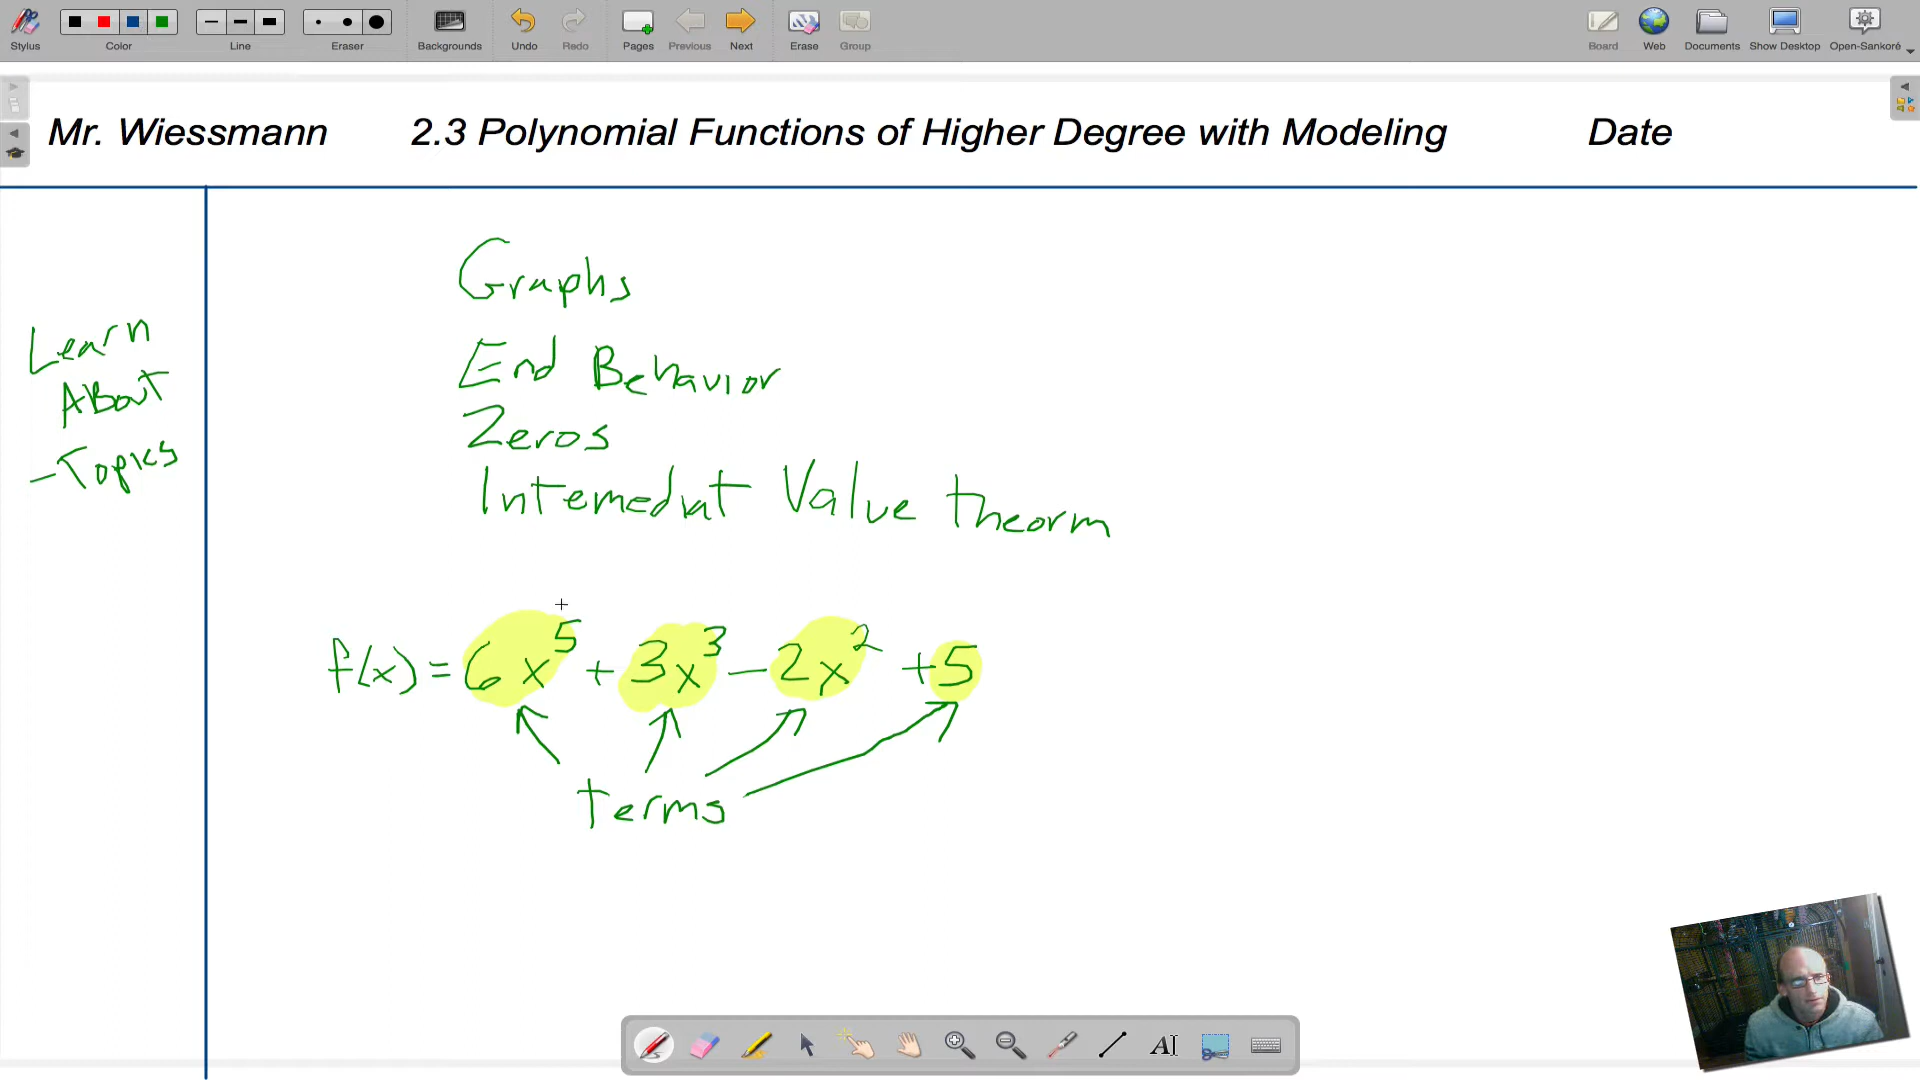 Stylus Color Line Eraser Backgrounds Undo Redo Pages Previous Next Erase Group Board Web Documents Show Desktop Open-Sankoré
Mr. Wiessmann 2.3 Polynomial Functions of Higher Degree with Modeling Date
Learn
ABout
-Topics
Graphs
End Behavior
Zeros
Intemediat Value theorm
f(x) = 6x⁵ + 3x³ - 2x² + 5
terms
AI